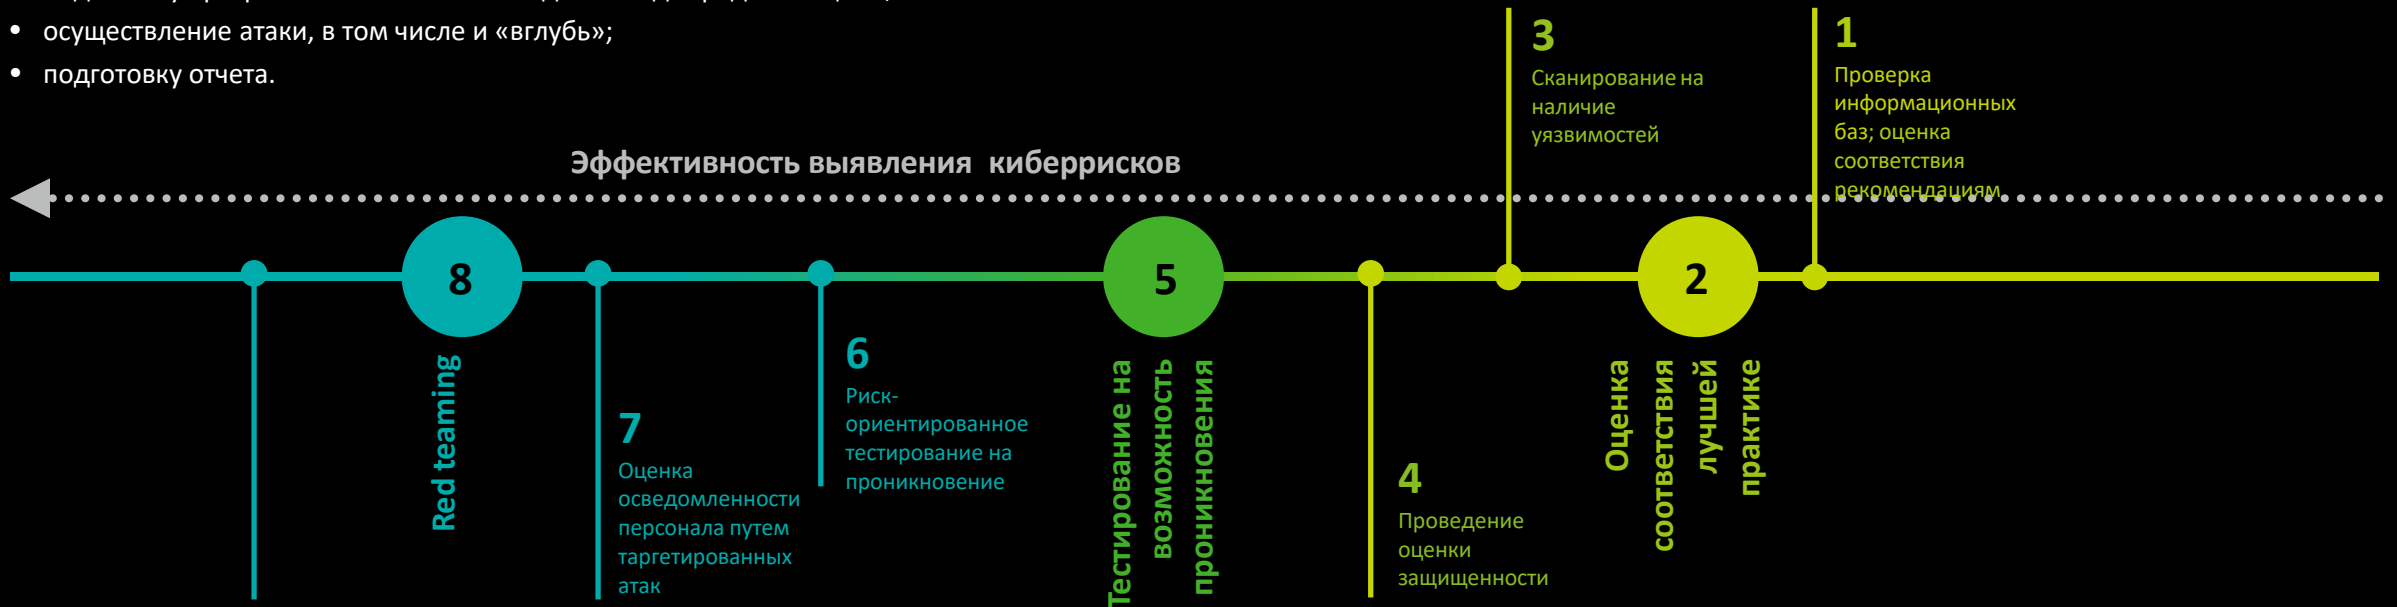 • осуществление атаки, в том числе и «вглубь»;
• подготовку отчета.
3
Сканирование на
наличие
уязвимостей
1
Проверка
информационных
баз; оценка
соответствия
рекомендациям
Эффективность выявления киберрисков
8
5
2
Red teaming
7
Оценка
осведомленности
персонала путем
таргетированных
атак
6
Риск-
ориентированное
тестирование на
проникновение
Тестирование на
возможность
проникновения
4
Проведение
оценки
защищенности
Оценка
соответствия
лучшей
практике